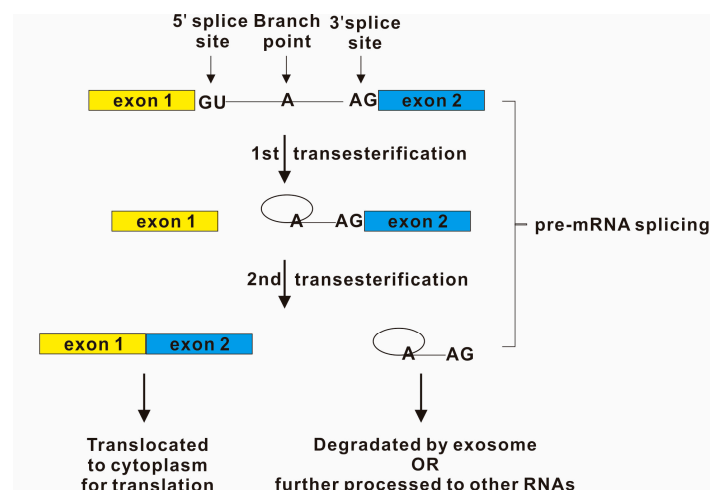 5' splice site
Branch point
3'splice site
exon 1
GU
A
AG
exon 2
1st transesterification
exon 1
A
AG
exon 2
pre-mRNA splicing
2nd transesterification
exon 1
exon 2
A
AG
Translocated
to cytoplasm
for translation
Degradated by exosome
OR
further processed to other RNAs